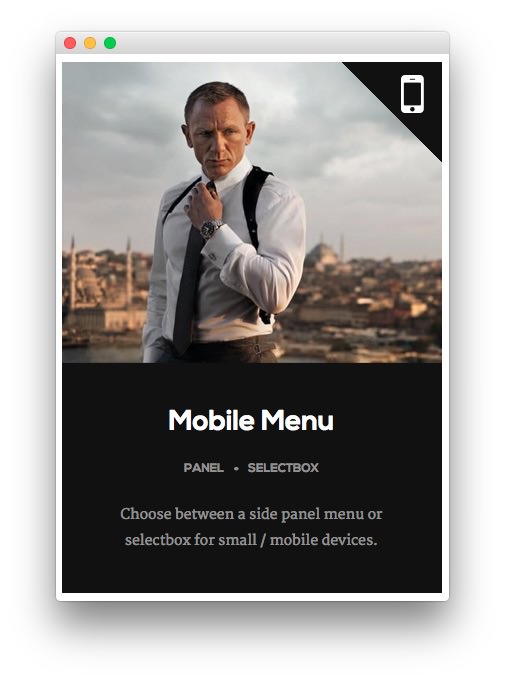 Mobile Menu
PANEL • SELECTBOX
Choose between a side panel menu or
selectbox for small / mobile devices.